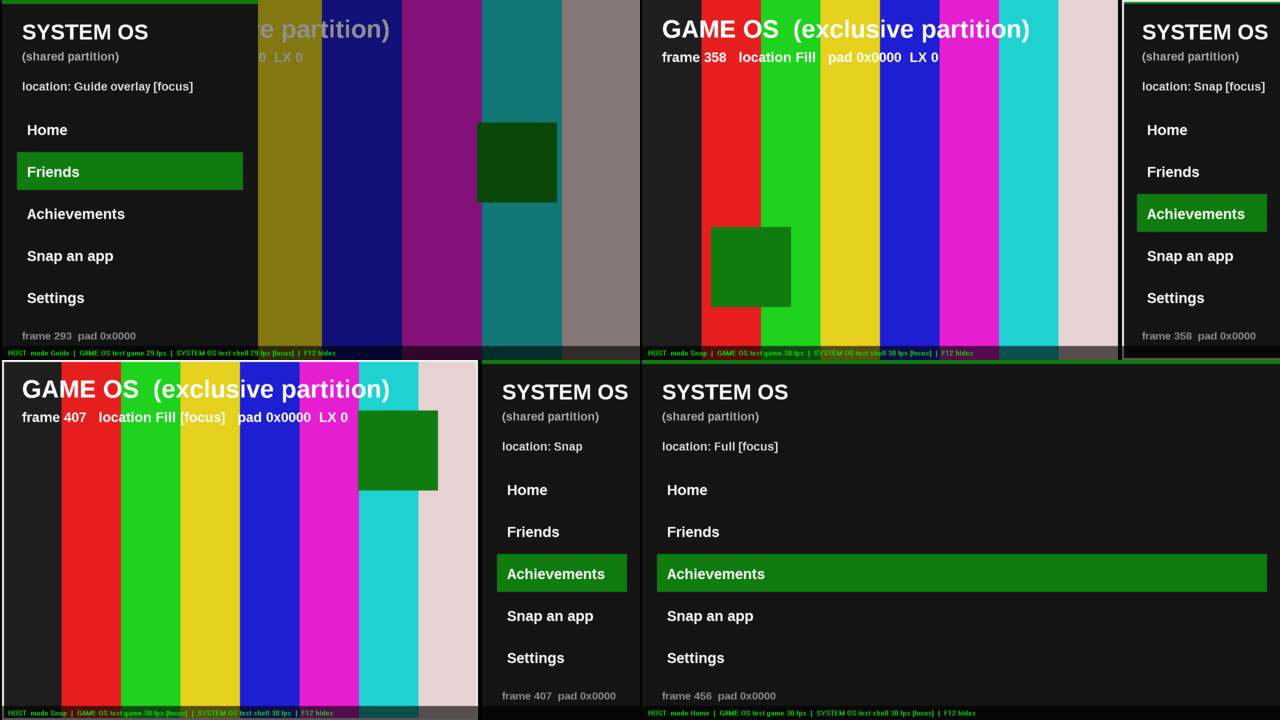 SYSTEM OS
(shared partition)
location: Guide overlay [focus]
Home
Friends
Achievements
Snap an app
Settings
frame 293 pad 0x0000
e partition)
0 LX 0
HOST mode Guide | GAME OS test game 29 fps | SYSTEM OS test shell 29 fps [focus] | F12 hides
GAME OS (exclusive partition)
frame 358 location Fill pad 0x0000 LX 0
SYSTEM OS
(shared partition)
location: Snap [focus]
Home
Friends
Achievements
Snap an app
Settings
frame 358 pad 0x0000
HOST mode Snap | GAME OS test game 30 fps | SYSTEM OS test shell 30 fps [focus] | F12 hides
GAME OS (exclusive partition)
frame 407 location Fill [focus] pad 0x0000 LX 0
SYSTEM OS
(shared partition)
location: Snap
Home
Friends
Achievements
Snap an app
Settings
frame 407 pad 0x0000
HOST mode Snap | GAME OS test game 30 fps [focus] | SYSTEM OS test shell 30 fps | F12 hides
SYSTEM OS
(shared partition)
location: Full [focus]
Home
Friends
Achievements
Snap an app
Settings
frame 456 pad 0x0000
HOST mode Home | GAME OS test game 30 fps | SYSTEM OS test shell 30 fps [focus] | F12 hides